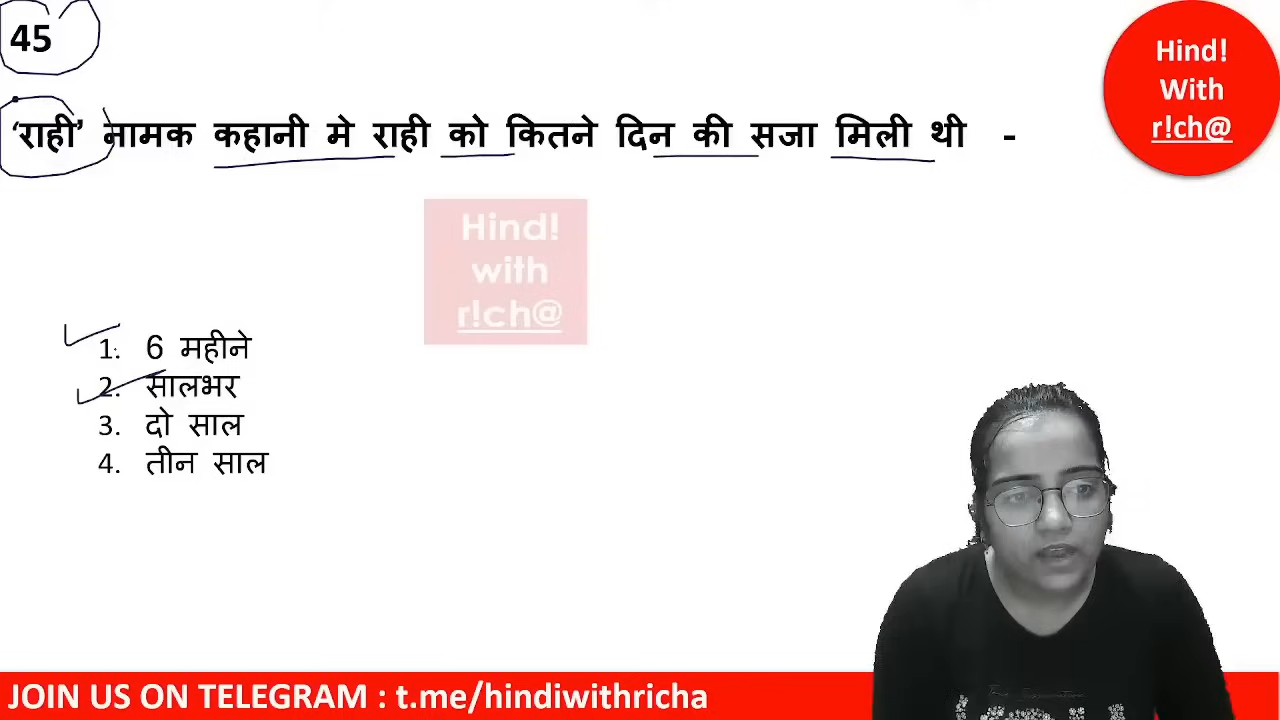 45
‘राही’ नामक कहानी मे राही को कितने दिन की सजा मिली थी -
Hind!
With
r!ch@
Hind!
with
r!ch@
1. 6 महीने
2. सालभर
3. दो साल
4. तीन साल
JOIN US ON TELEGRAM : t.me/hindiwithricha